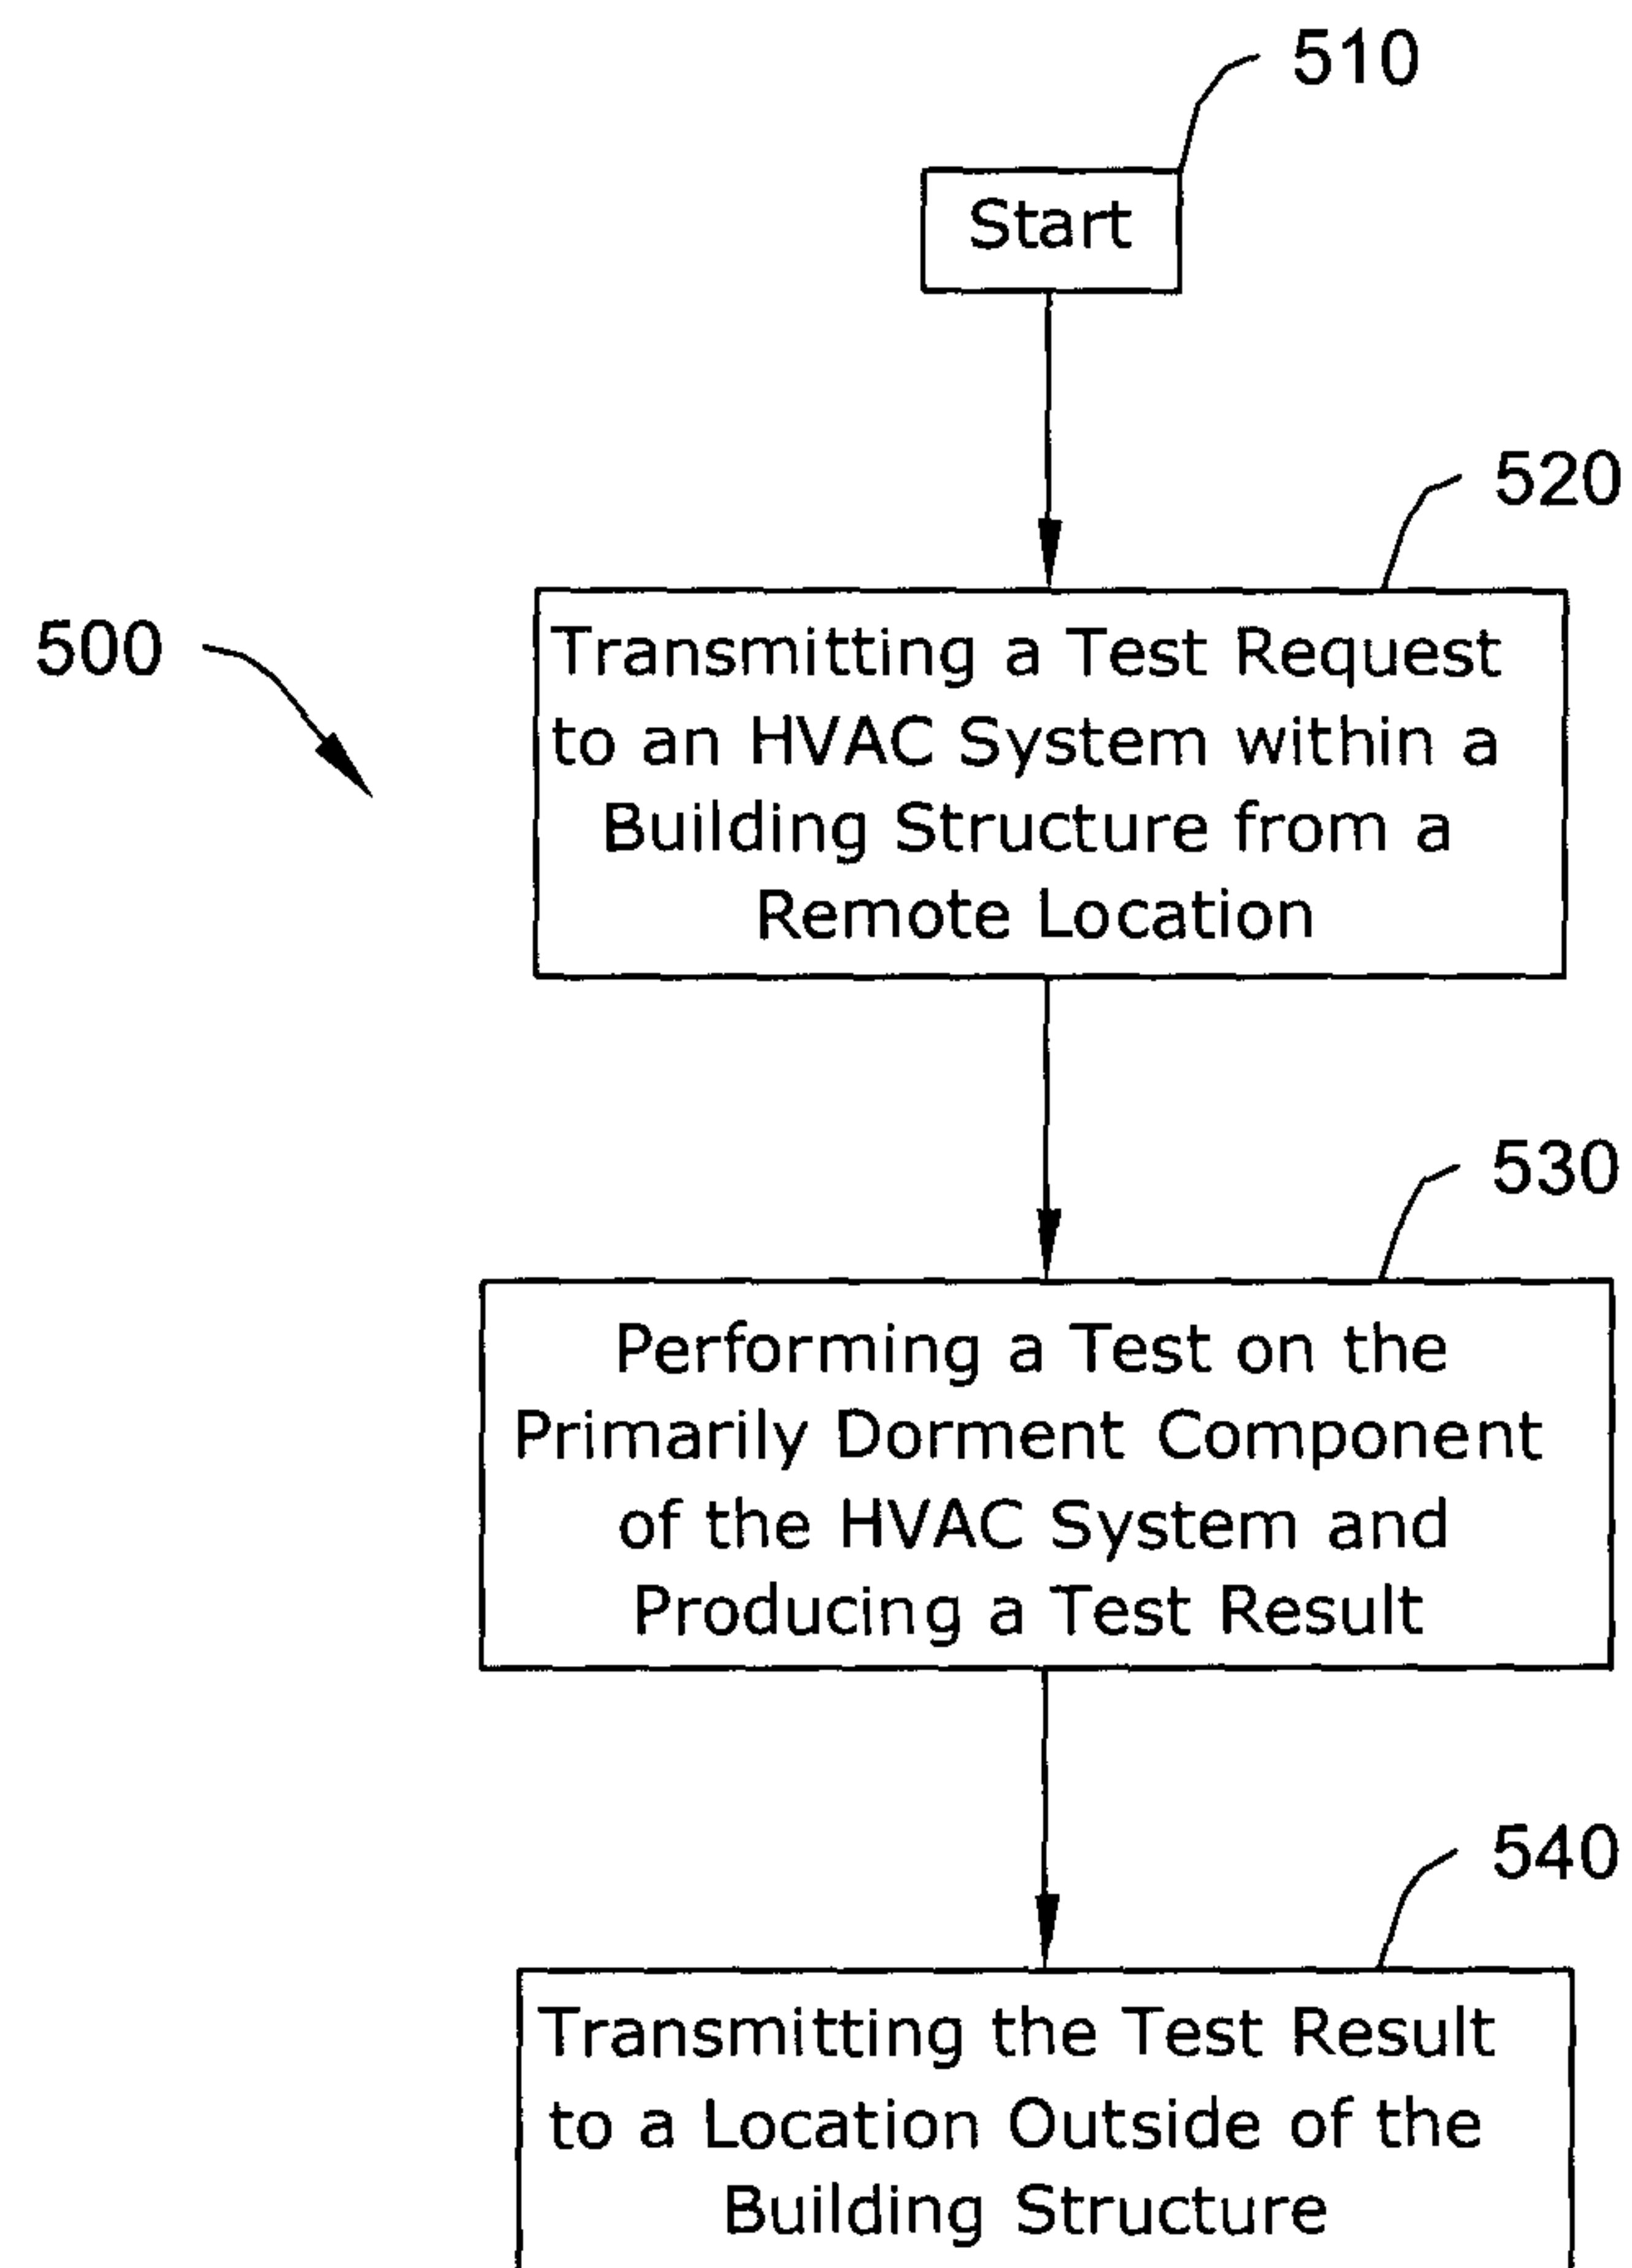 510
Start
520
500
Transmitting a Test Request
to an HVAC System within a
Building Structure from a
Remote Location
530
Performing a Test on the
Primarily Dorment Component
of the HVAC System and
Producing a Test Result
540
Transmitting the Test Result
to a Location Outside of the
Building Structure